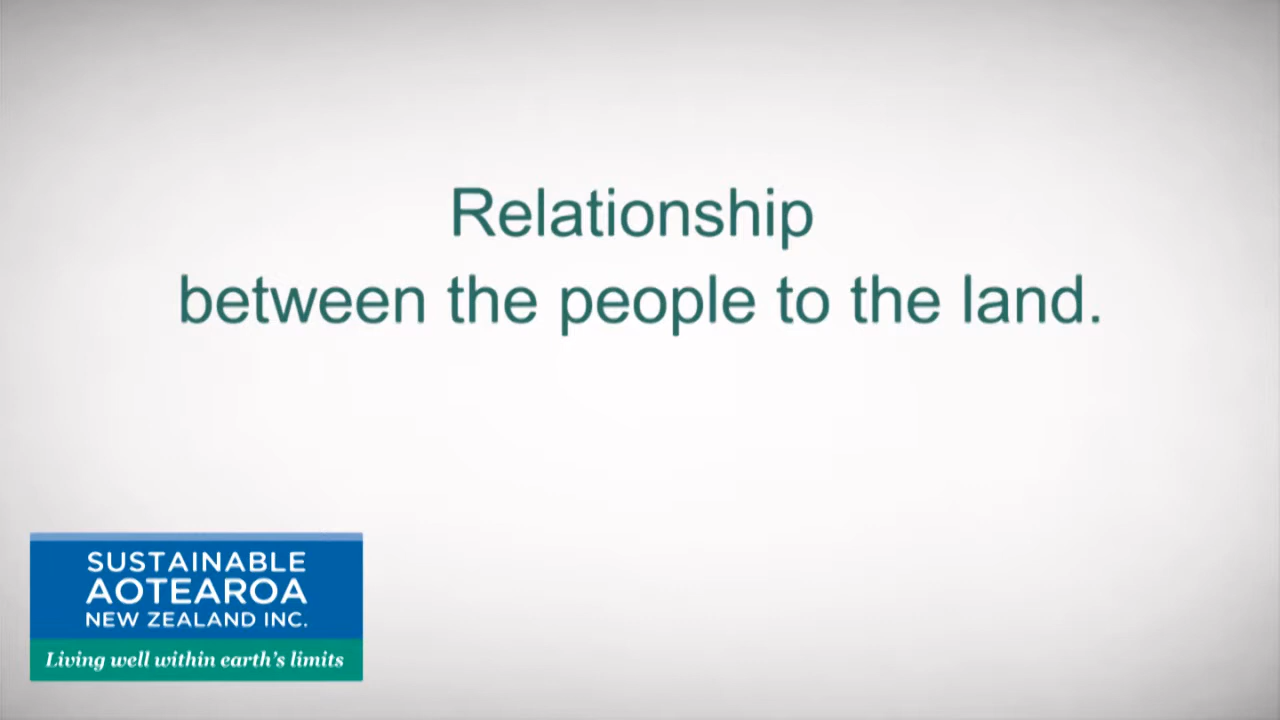 Relationship
between the people to the land.
SUSTAINABLE
AOTEAROA
NEW ZEALAND INC.
Living well within earth's limits